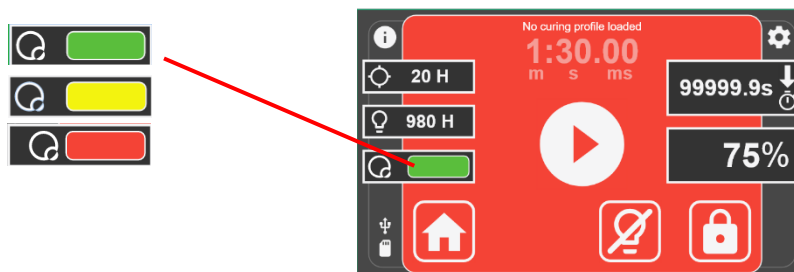 No curing profile loaded
1:30.00
m s ms
20 H
99999.9s
980 H
75%